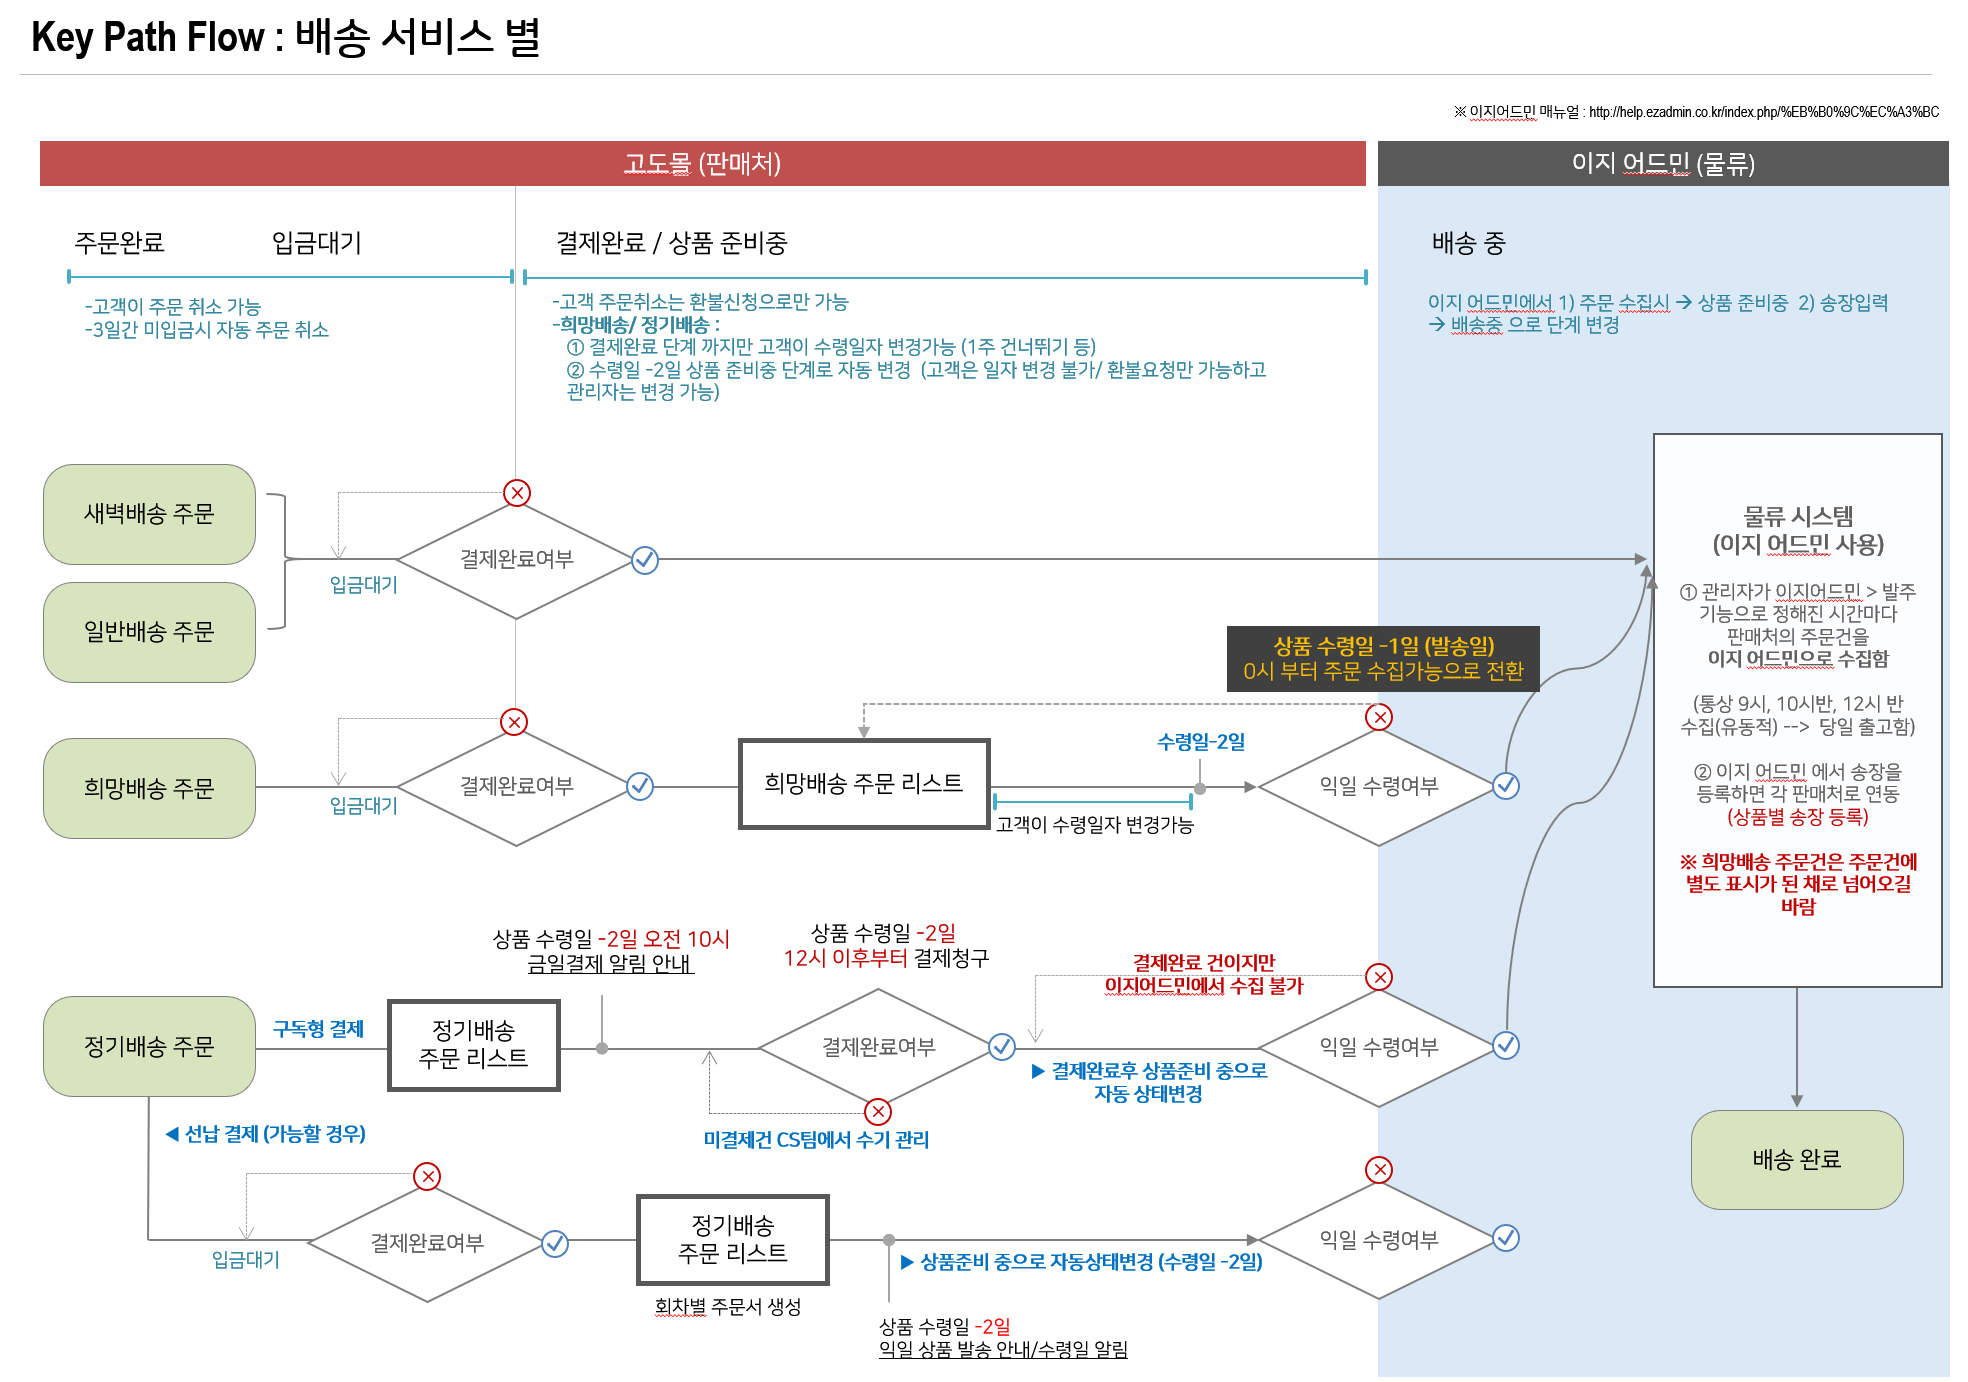 Key Path Flow : 배송 서비스 별
※ 이지어드민 매뉴얼 : http://help.ezadmin.co.kr/index.php/%EB%B0%9C%EC%A3%BC
고도몰 (판매처)
이지 어드민 (물류)
주문완료
입금대기
결제완료 / 상품 준비중
배송 중
-고객이 주문 취소 가능
-3일간 미입금시 자동 주문 취소
-고객 주문취소는 환불신청으로만 가능
-희망배송/ 정기배송 :
① 결제완료 단계 까지만 고객이 수령일자 변경가능 (1주 건너뛰기 등)
② 수령일 -2일 상품 준비중 단계로 자동 변경 (고객은 일자 변경 불가/ 환불요청만 가능하고
관리자는 변경 가능)
이지 어드민에서 1) 주문 수집시 → 상품 준비중 2) 송장입력
→ 배송중 으로 단계 변경
새벽배송 주문
일반배송 주문
입금대기
결제완료여부
물류 시스템
(이지 어드민 사용)
① 관리자가 이지어드민 > 발주
기능으로 정해진 시간마다
판매처의 주문건을
이지 어드민으로 수집함
(통상 9시, 10시반, 12시 반
수집(유동적) --> 당일 출고함)
② 이지 어드민 에서 송장을
등록하면 각 판매처로 연동
(상품별 송장 등록)
※ 희망배송 주문건은 주문건에
별도 표시가 된 채로 넘어오길
바람
상품 수령일 -1일 (발송일)
0시 부터 주문 수집가능으로 전환
희망배송 주문
입금대기
결제완료여부
희망배송 주문 리스트
수령일-2일
고객이 수령일자 변경가능
익일 수령여부
상품 수령일 -2일 오전 10시
금일결제 알림 안내
상품 수령일 -2일
12시 이후부터 결제청구
결제완료 건이지만
이지어드민에서 수집 불가
정기배송 주문
구독형 결제
정기배송
주문 리스트
결제완료여부
▶ 결제완료후 상품준비 중으로
자동 상태변경
익일 수령여부
미결제건 CS팀에서 수기 관리
◀ 선납 결제 (가능할 경우)
배송 완료
입금대기
결제완료여부
정기배송
주문 리스트
회차별 주문서 생성
▶ 상품준비 중으로 자동상태변경 (수령일 -2일)
익일 수령여부
상품 수령일 -2일
익일 상품 발송 안내/수령일 알림